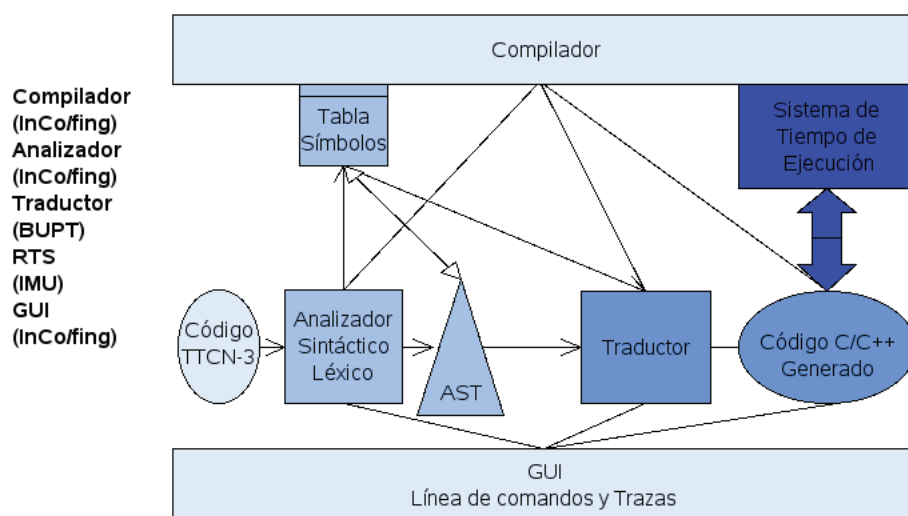 Compilador
Compilador
(InCo/fing)
Analizador
(InCo/fing)
Traductor
(BUPT)
RTS
(IMU)
GUI
(InCo/fing)
Tabla
Símbolos
Sistema de
Tiempo de
Ejecución
Código
TTCN-3
Analizador
Sintáctico
Léxico
AST
Traductor
Código C/C++
Generado
GUI
Línea de comandos y Trazas